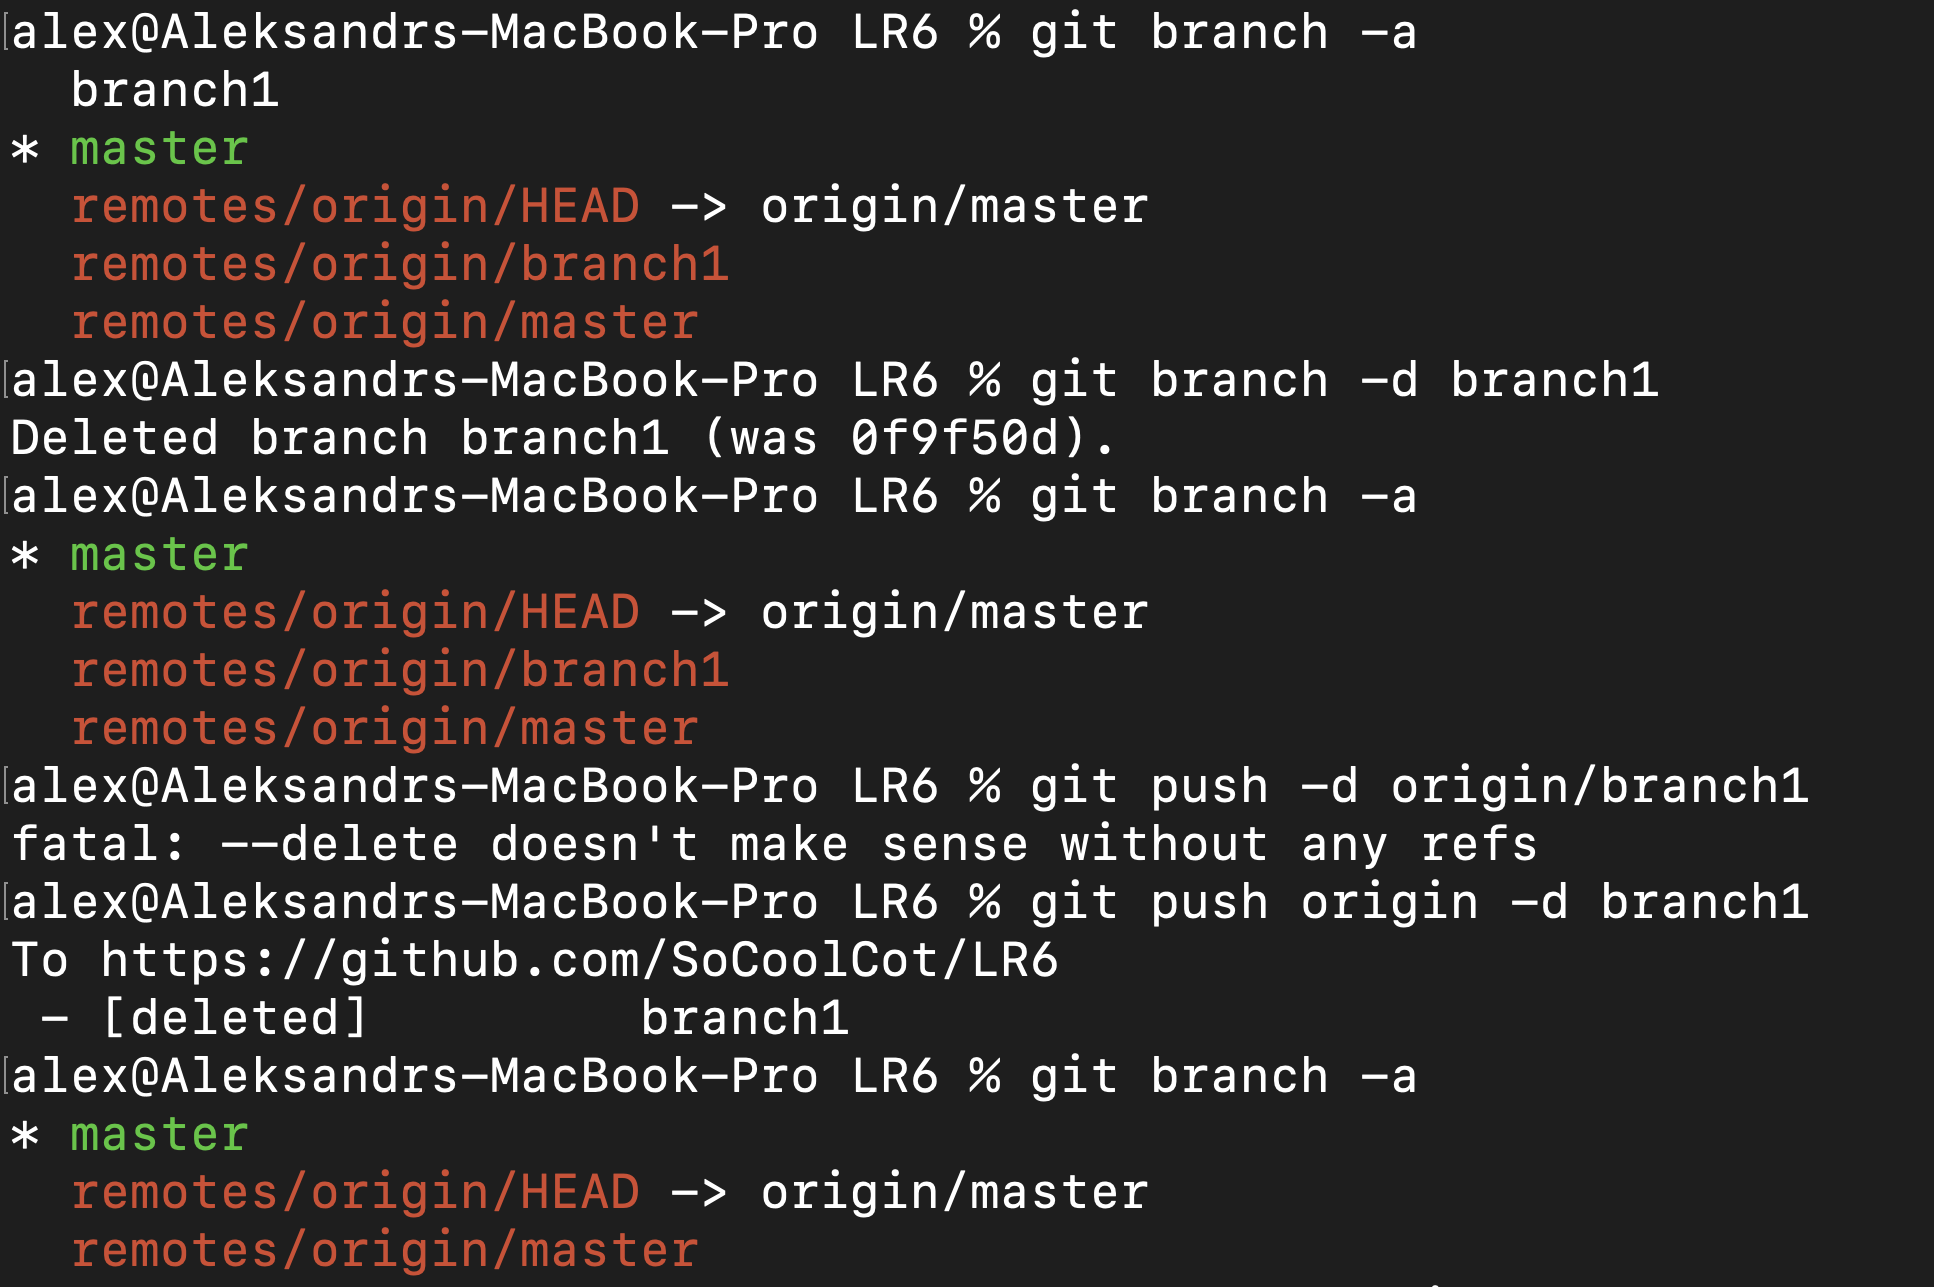 alex@Aleksandrs-MacBook-Pro LR6 % git branch -a
  branch1
* master
  remotes/origin/HEAD -> origin/master
  remotes/origin/branch1
  remotes/origin/master
alex@Aleksandrs-MacBook-Pro LR6 % git branch -d branch1
Deleted branch branch1 (was 0f9f50d).
alex@Aleksandrs-MacBook-Pro LR6 % git branch -a
* master
  remotes/origin/HEAD -> origin/master
  remotes/origin/branch1
  remotes/origin/master
alex@Aleksandrs-MacBook-Pro LR6 % git push -d origin/branch1
fatal: --delete doesn't make sense without any refs
alex@Aleksandrs-MacBook-Pro LR6 % git push origin -d branch1
To https://github.com/SoCoolCot/LR6
 - [deleted]         branch1
alex@Aleksandrs-MacBook-Pro LR6 % git branch -a
* master
  remotes/origin/HEAD -> origin/master
  remotes/origin/master